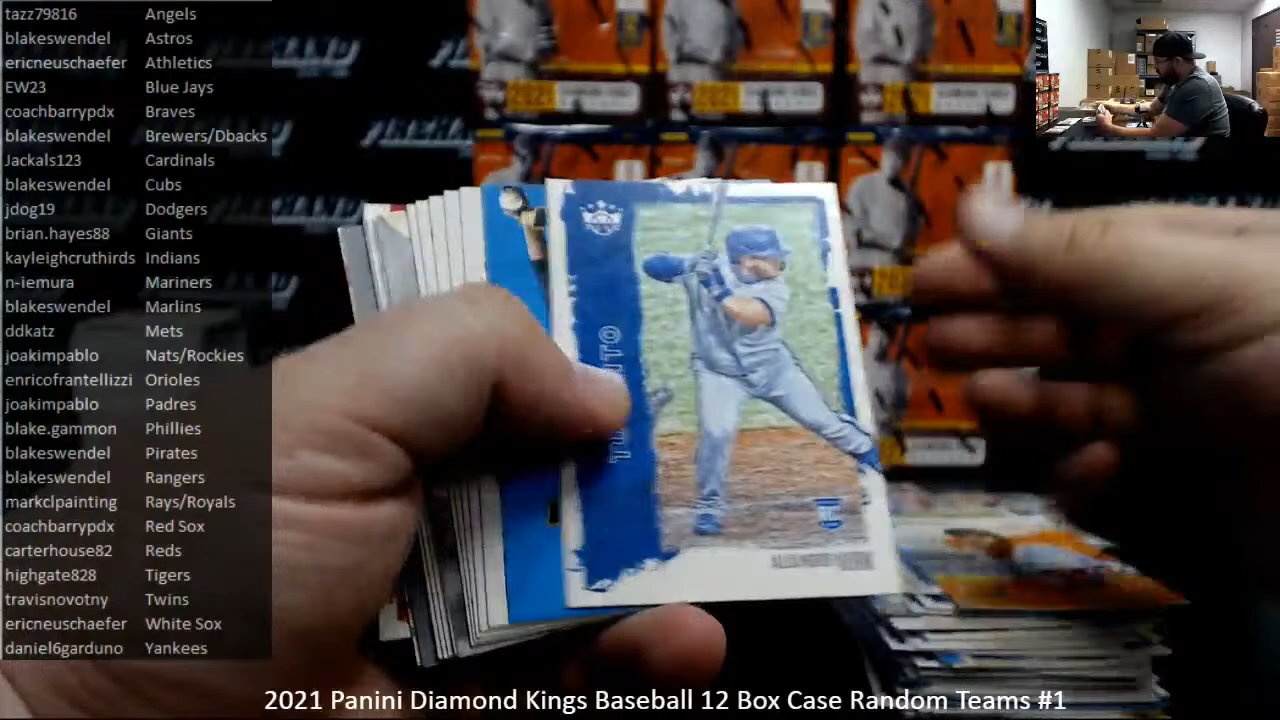 tazz79816 Angels
blakeswendel Astros
ericneuschaefer Athletics
EW23 Blue Jays
coachbarrypdx Braves
blakeswendel Brewers/Dbacks
Jackals123 Cardinals
blakeswendel Cubs
jdog19 Dodgers
brian.hayes88 Giants
kayleighcruthirds Indians
n-iemura Mariners
blakeswendel Marlins
ddkatz Mets
joakimpablo Nats/Rockies
enricofrantellizzi Orioles
joakimpablo Padres
blake.gammon Phillies
blakeswendel Pirates
blakeswendel Rangers
markclpainting Rays/Royals
coachbarrypdx Red Sox
carterhouse82 Reds
highgate828 Tigers
travisnovotny Twins
ericneuschaefer White Sox
daniel6garduno Yankees
2021
2021
RC
2021 Panini Diamond Kings Baseball 12 Box Case Random Teams #1